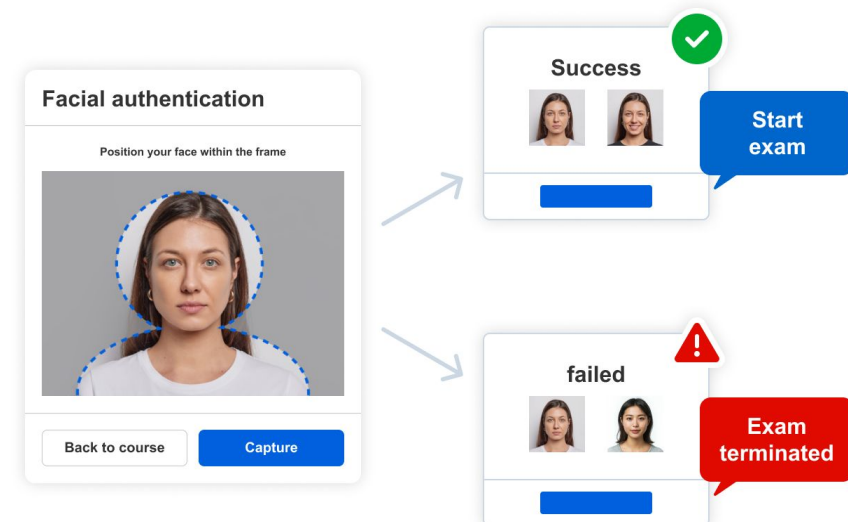 Facial authentication
Position your face within the frame
Back to course
Capture
Success
Start
exam
failed
Exam
terminated